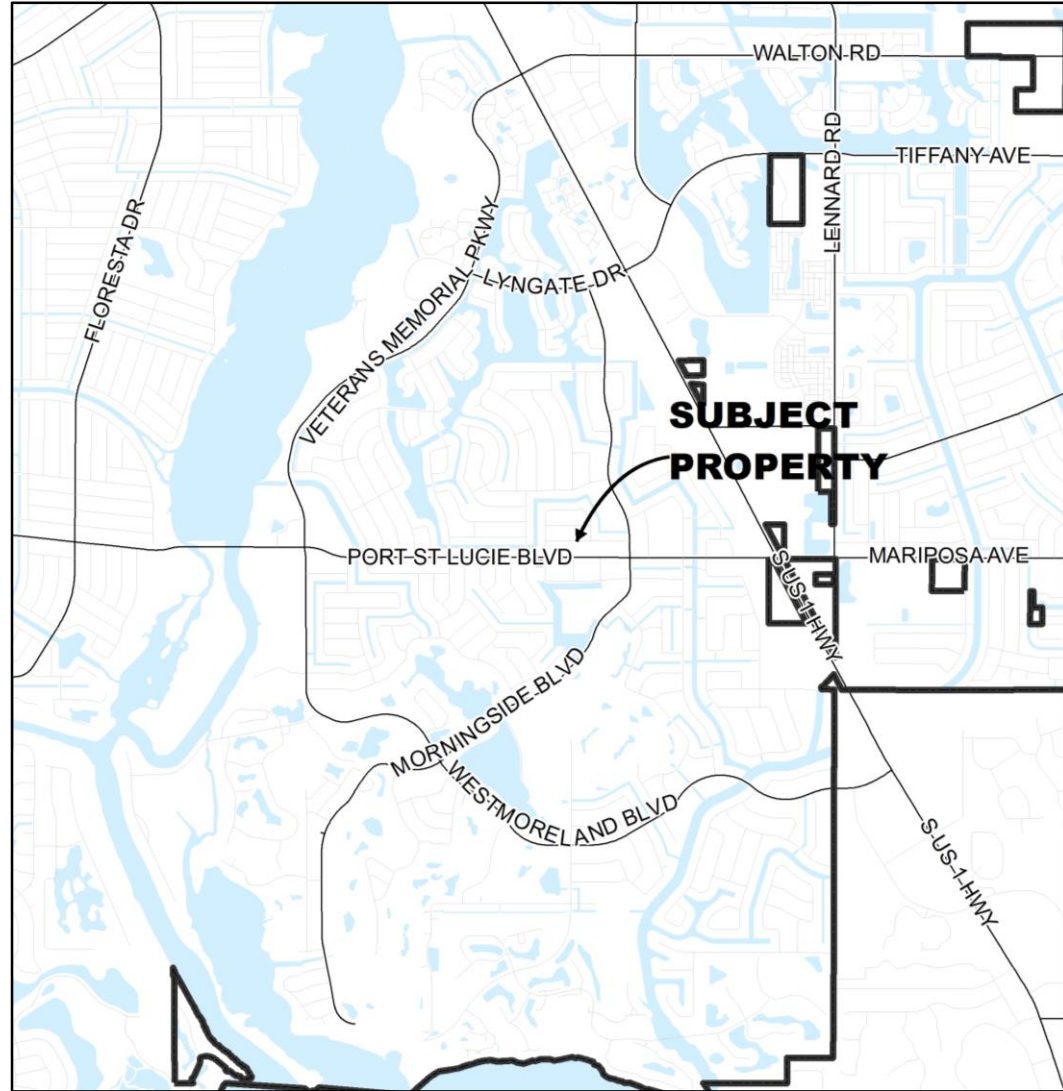 WALTON RD
TIFFANY AVE
LENNARD RD
FLORESTA DR
VETERANS MEMORIAL PKWY
LYNGATE DR
SUBJECT
PROPERTY
PORT ST LUCIE BLVD
MARIPOSA AVE
S US 1 HWY
MORNINGSIDE BLVD
WESTMORELAND BLVD
S US 1 HWY